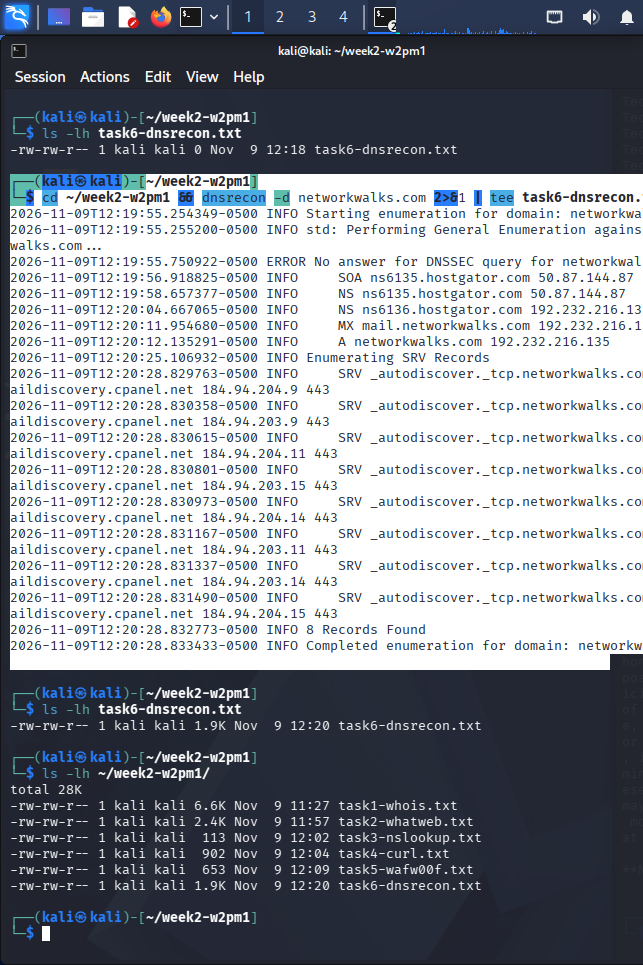 1 2 3 4
kali@kali: ~/week2-w2pm1
Session Actions Edit View Help
┌──(kali㉿kali)-[~/week2-w2pm1]
└─$ ls -lh task6-dnsrecon.txt
-rw-rw-r-- 1 kali kali 0 Nov  9 12:18 task6-dnsrecon.txt
┌──(kali㉿kali)-[~/week2-w2pm1]
└─$ cd ~/week2-w2pm1 && dnsrecon -d networkwalks.com 2>&1 | tee task6-dnsrecon.
2026-11-09T12:19:55.254349-0500 INFO Starting enumeration for domain: networkwa
2026-11-09T12:19:55.255200-0500 INFO std: Performing General Enumeration agains
walks.com...
2026-11-09T12:19:55.750922-0500 ERROR No answer for DNSSEC query for networkwal
2026-11-09T12:19:56.918825-0500 INFO     SOA ns6135.hostgator.com 50.87.144.87
2026-11-09T12:19:58.657377-0500 INFO     NS ns6135.hostgator.com 50.87.144.87
2026-11-09T12:20:04.667065-0500 INFO     NS ns6136.hostgator.com 192.232.216.13
2026-11-09T12:20:11.954680-0500 INFO     MX mail.networkwalks.com 192.232.216.1
2026-11-09T12:20:12.135291-0500 INFO     A networkwalks.com 192.232.216.135
2026-11-09T12:20:25.106932-0500 INFO Enumerating SRV Records
2026-11-09T12:20:28.829763-0500 INFO     SRV _autodiscover._tcp.networkwalks.co
aildiscovery.cpanel.net 184.94.204.9 443
2026-11-09T12:20:28.830358-0500 INFO     SRV _autodiscover._tcp.networkwalks.co
aildiscovery.cpanel.net 184.94.203.9 443
2026-11-09T12:20:28.830615-0500 INFO     SRV _autodiscover._tcp.networkwalks.co
aildiscovery.cpanel.net 184.94.204.11 443
2026-11-09T12:20:28.830801-0500 INFO     SRV _autodiscover._tcp.networkwalks.co
aildiscovery.cpanel.net 184.94.203.15 443
2026-11-09T12:20:28.830973-0500 INFO     SRV _autodiscover._tcp.networkwalks.co
aildiscovery.cpanel.net 184.94.204.14 443
2026-11-09T12:20:28.831167-0500 INFO     SRV _autodiscover._tcp.networkwalks.co
aildiscovery.cpanel.net 184.94.203.11 443
2026-11-09T12:20:28.831337-0500 INFO     SRV _autodiscover._tcp.networkwalks.co
aildiscovery.cpanel.net 184.94.203.14 443
2026-11-09T12:20:28.831490-0500 INFO     SRV _autodiscover._tcp.networkwalks.co
aildiscovery.cpanel.net 184.94.204.15 443
2026-11-09T12:20:28.832773-0500 INFO 8 Records Found
2026-11-09T12:20:28.833433-0500 INFO Completed enumeration for domain: networkw
┌──(kali㉿kali)-[~/week2-w2pm1]
└─$ ls -lh task6-dnsrecon.txt
-rw-rw-r-- 1 kali kali 1.9K Nov  9 12:20 task6-dnsrecon.txt
┌──(kali㉿kali)-[~/week2-w2pm1]
└─$ ls -lh ~/week2-w2pm1/
total 28K
-rw-rw-r-- 1 kali kali 6.6K Nov  9 11:27 task1-whois.txt
-rw-rw-r-- 1 kali kali 2.4K Nov  9 11:57 task2-whatweb.txt
-rw-rw-r-- 1 kali kali  113 Nov  9 12:02 task3-nslookup.txt
-rw-rw-r-- 1 kali kali  902 Nov  9 12:04 task4-curl.txt
-rw-rw-r-- 1 kali kali  653 Nov  9 12:09 task5-wafw00f.txt
-rw-rw-r-- 1 kali kali 1.9K Nov  9 12:20 task6-dnsrecon.txt
┌──(kali㉿kali)-[~/week2-w2pm1]
└─$